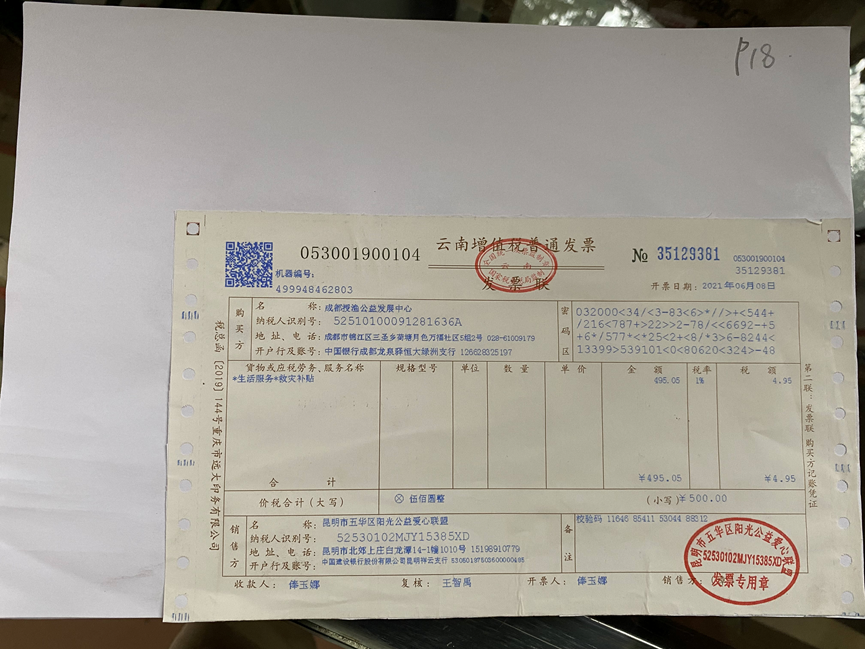 P18
云南增值税普通发票
发票联
053001900104
№ 35129381
053001900104
35129381
机器编号:
499948462803
开票日期: 2021年06月08日
税总函〔2019〕144号重庆市远大印务有限公司
购买方
名 称: 成都授渔公益发展中心
纳税人识别号: 52510100091281636A
地 址、电 话: 成都市锦江区三圣乡荷塘月色万福社区5组2号 028-61009179
开户行及账号: 中国银行成都龙泉驿恒大绿洲支行 126628325197
密码区
032000<34/<3-83<6>*//>+<544+
/216<787+>22>>2-78/<<6692-+5
+6*/577+*<*25<2+<8/*3>6-8244<
13399>539101<0<80620<324>-48
货物或应税劳务、服务名称 规格型号 单位 数 量 单 价 金 额 税率 税 额
*生活服务*救灾补贴 495.05 1% 4.95
合 计 ¥495.05 ¥4.95
价税合计（大写） ⊗ 伍佰圆整 (小写)¥500.00
第二联：发票联 购买方记账凭证
销售方
名 称: 昆明市五华区阳光公益爱心联盟
纳税人识别号: 52530102MJY15385XD
地 址、电 话: 昆明市北郊上庄白龙潭14-1幢1010号 15198910779
开户行及账号: 中国建设银行股份有限公司昆明祥云支行
备注
校验码 11646 85411 53044 88312
收款人: 俸玉娜 复核: 王智禹 开票人: 俸玉娜 销售方:
昆明市五华区阳光公益爱心联盟
52530102MJY15385XD
发票专用章